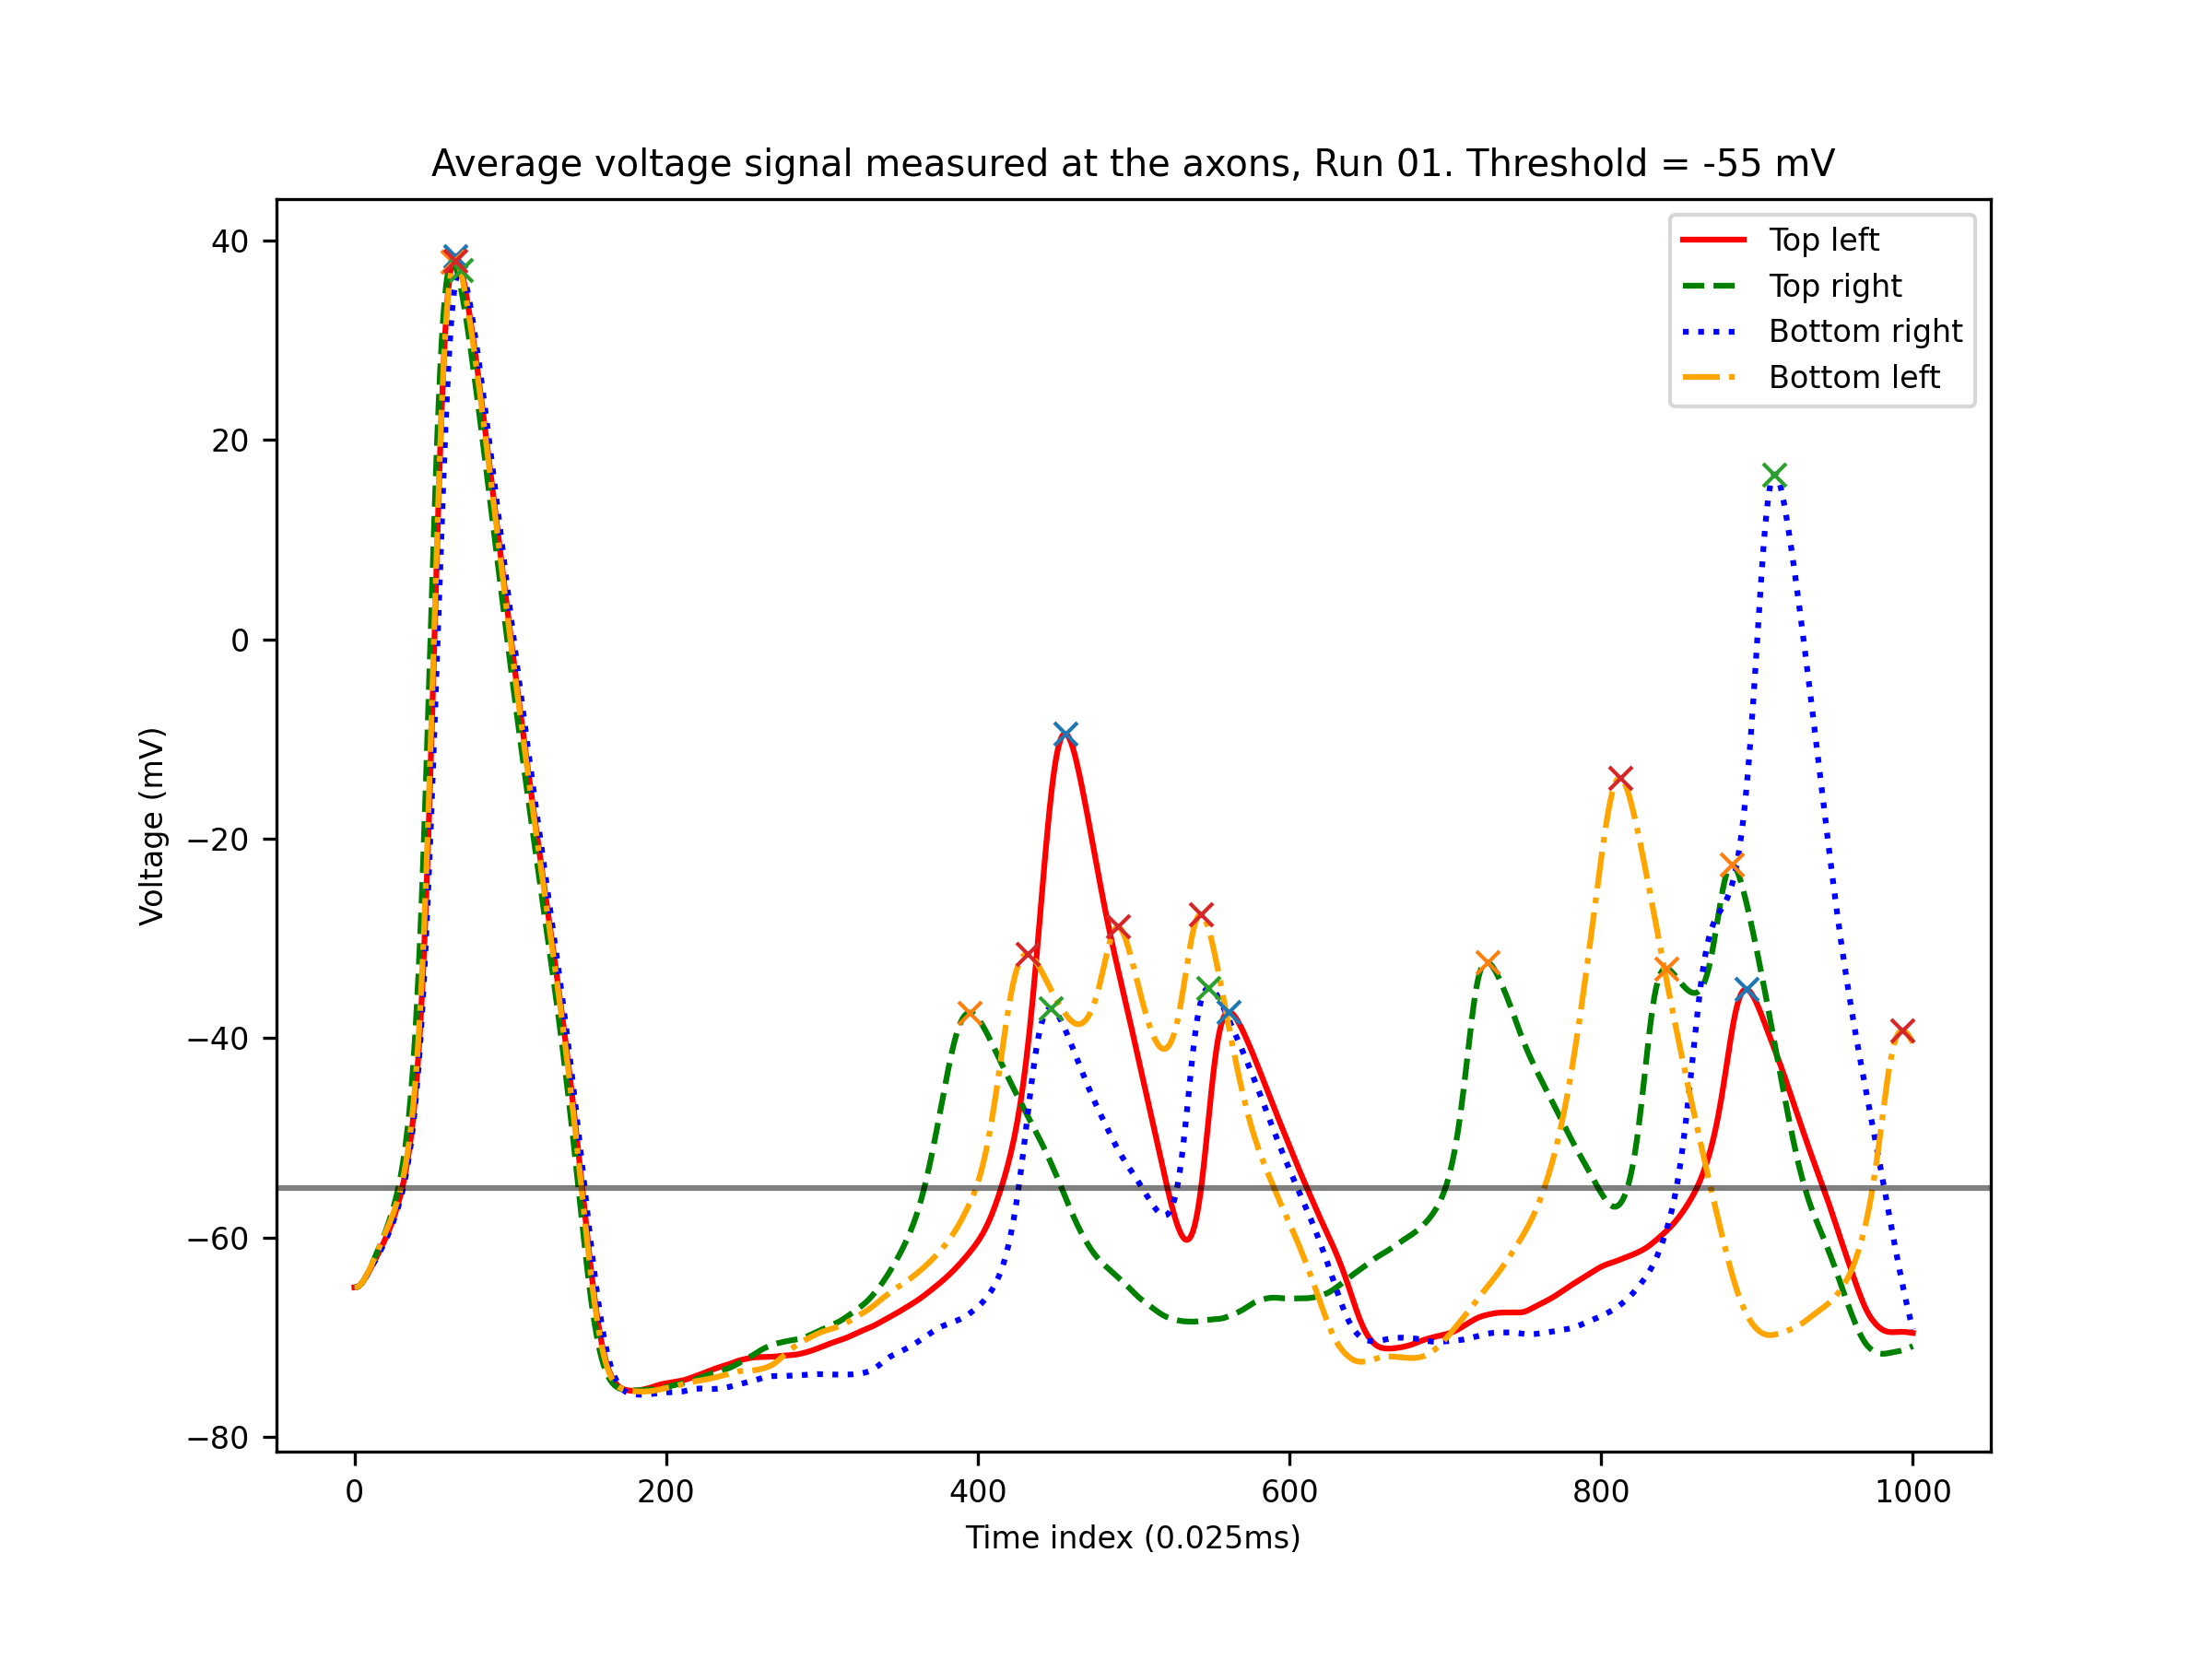 Average voltage signal measured at the axons, Run 01. Threshold = -55 mV
Top left
Top right
Bottom right
Bottom left
Voltage (mV)
40
20
0
−20
−40
−60
−80
0 200 400 600 800 1000
Time index (0.025ms)